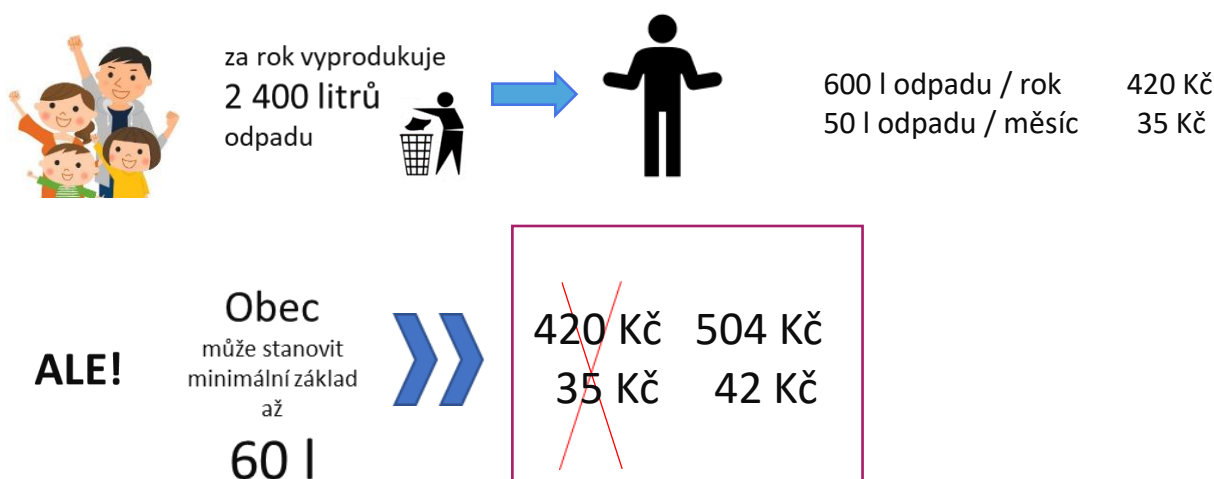 za rok vyprodukuje
2 400 litrů
odpadu
600 l odpadu / rok 420 Kč
50 l odpadu / měsíc 35 Kč
ALE!
Obec
může stanovit
minimální základ
až
60 l
420 Kč 504 Kč
35 Kč 42 Kč